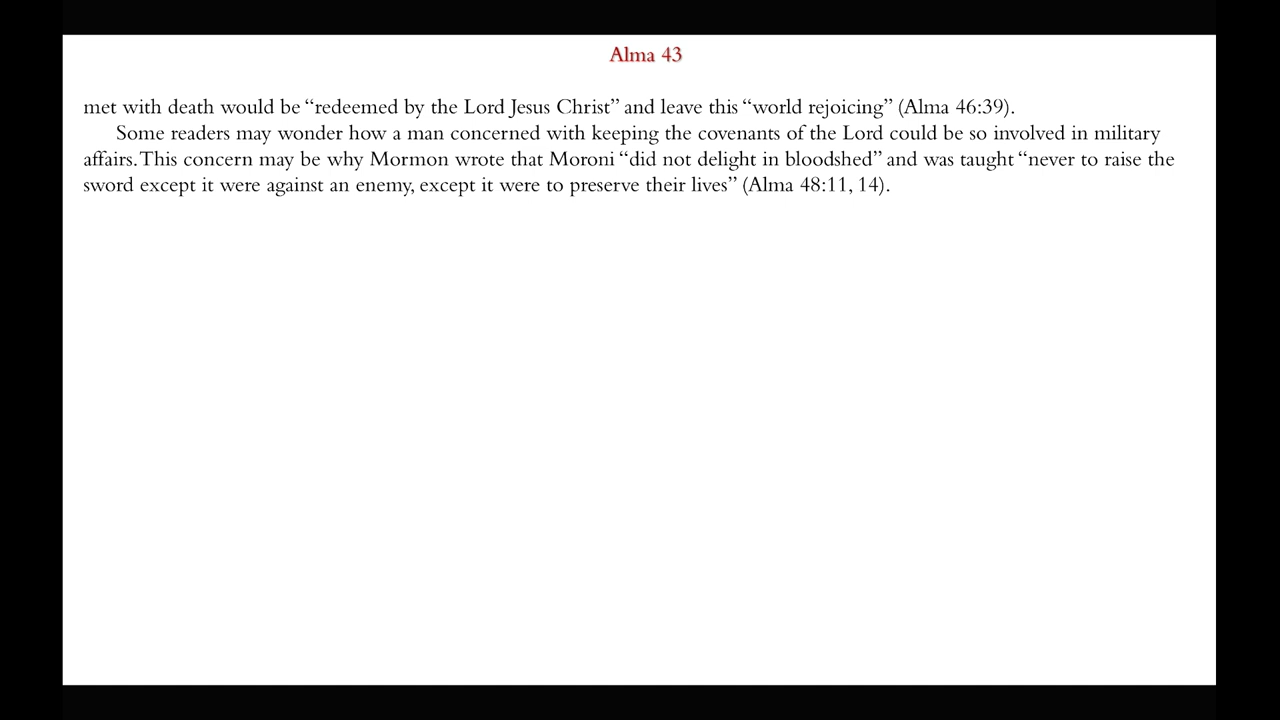 Alma 43
met with death would be “redeemed by the Lord Jesus Christ” and leave this “world rejoicing” (Alma 46:39).
Some readers may wonder how a man concerned with keeping the covenants of the Lord could be so involved in military
affairs. This concern may be why Mormon wrote that Moroni “did not delight in bloodshed” and was taught “never to raise the
sword except it were against an enemy, except it were to preserve their lives” (Alma 48:11, 14).